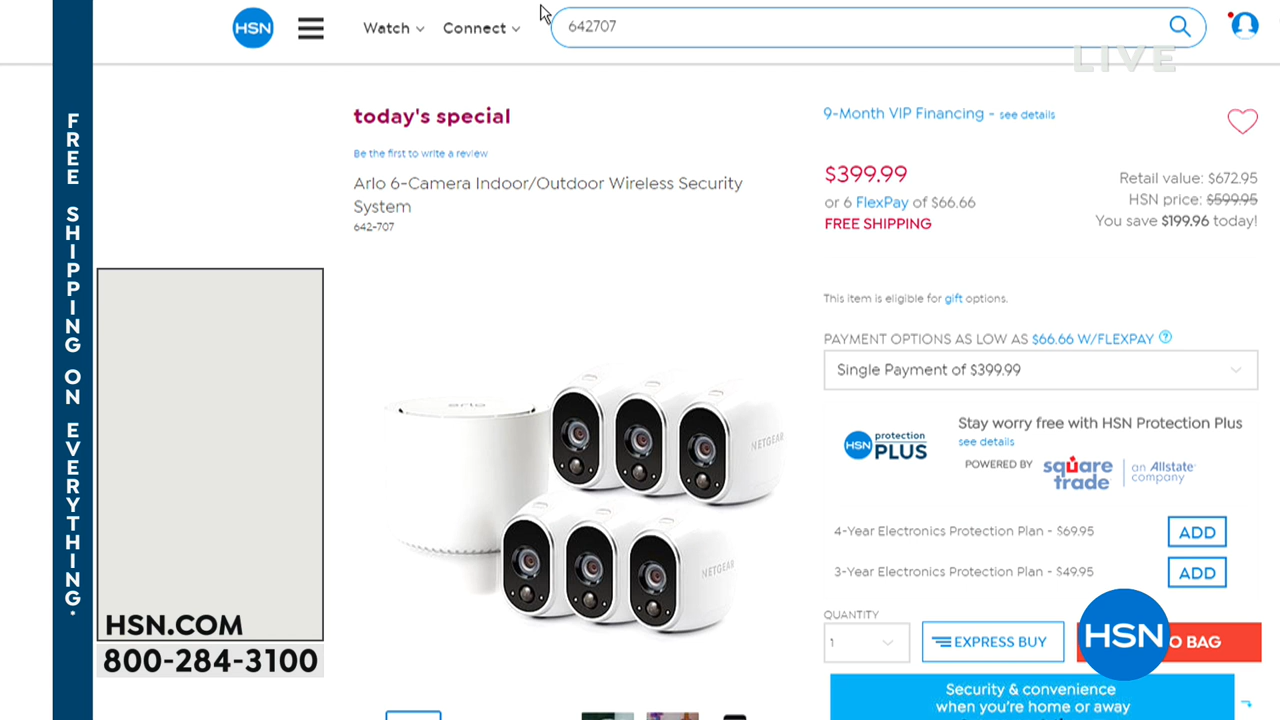 HSN
Watch
Connect
642707
LIVE
FREE SHIPPING ON EVERYTHING.
today's special
Be the first to write a review
Arlo 6-Camera Indoor/Outdoor Wireless Security
System
642-707
9-Month VIP Financing - see details
$399.99
or 6 FlexPay of $66.66
FREE SHIPPING
Retail value: $672.95
HSN price: $599.95
You save $199.96 today!
This item is eligible for gift options.
PAYMENT OPTIONS AS LOW AS $66.66 W/FLEXPAY ?
Single Payment of $399.99
arlo
NETGEAR
NETGEAR
HSN protection PLUS
Stay worry free with HSN Protection Plus
see details
POWERED BY square trade | an Allstate company
4-Year Electronics Protection Plan - $69.95 ADD
3-Year Electronics Protection Plan - $49.95 ADD
QUANTITY
1
EXPRESS BUY
O BAG
HSN
Security & convenience
when you're home or away
HSN.COM
800-284-3100